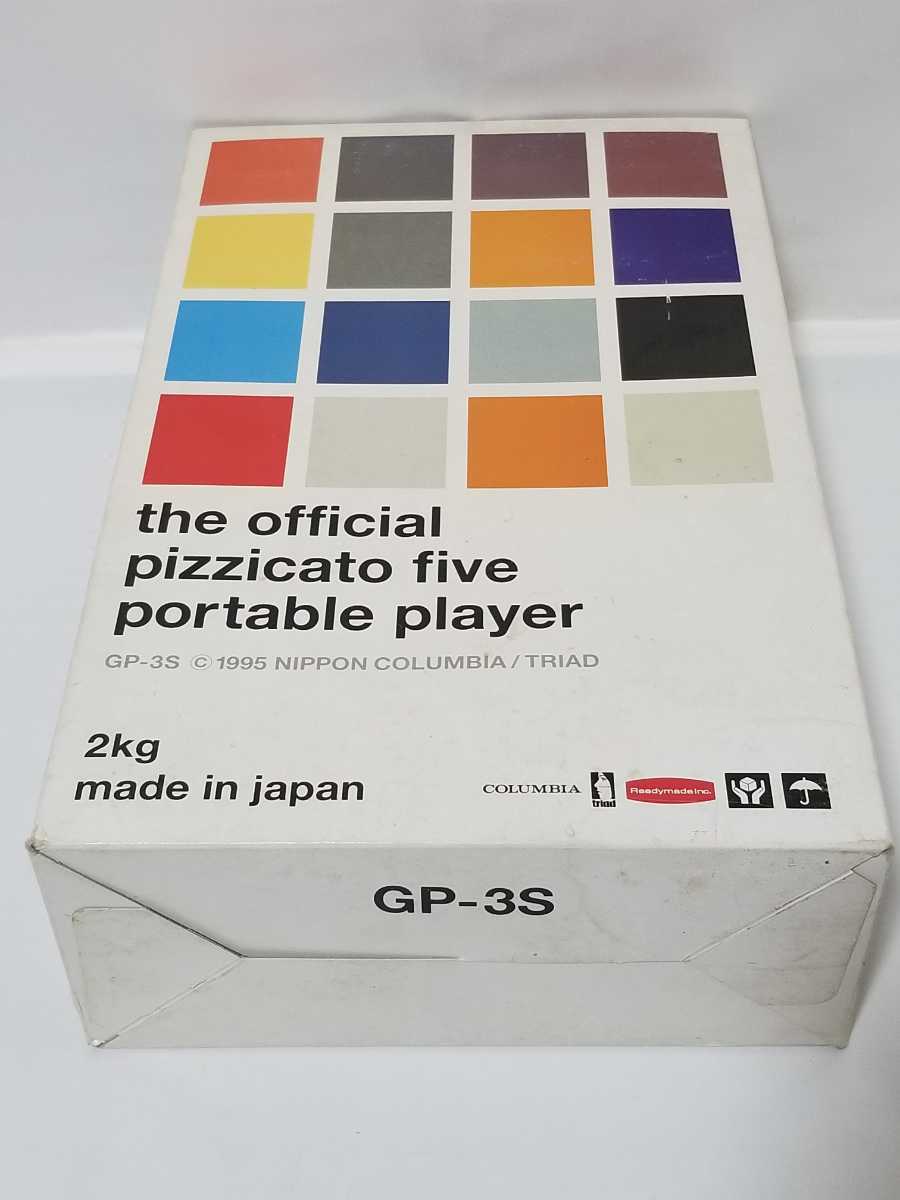 the official
pizzicato five
portable player
GP-3S © 1995 NIPPON COLUMBIA / TRIAD
2kg
made in japan
COLUMBIA
triad
Readymade inc.
GP-3S